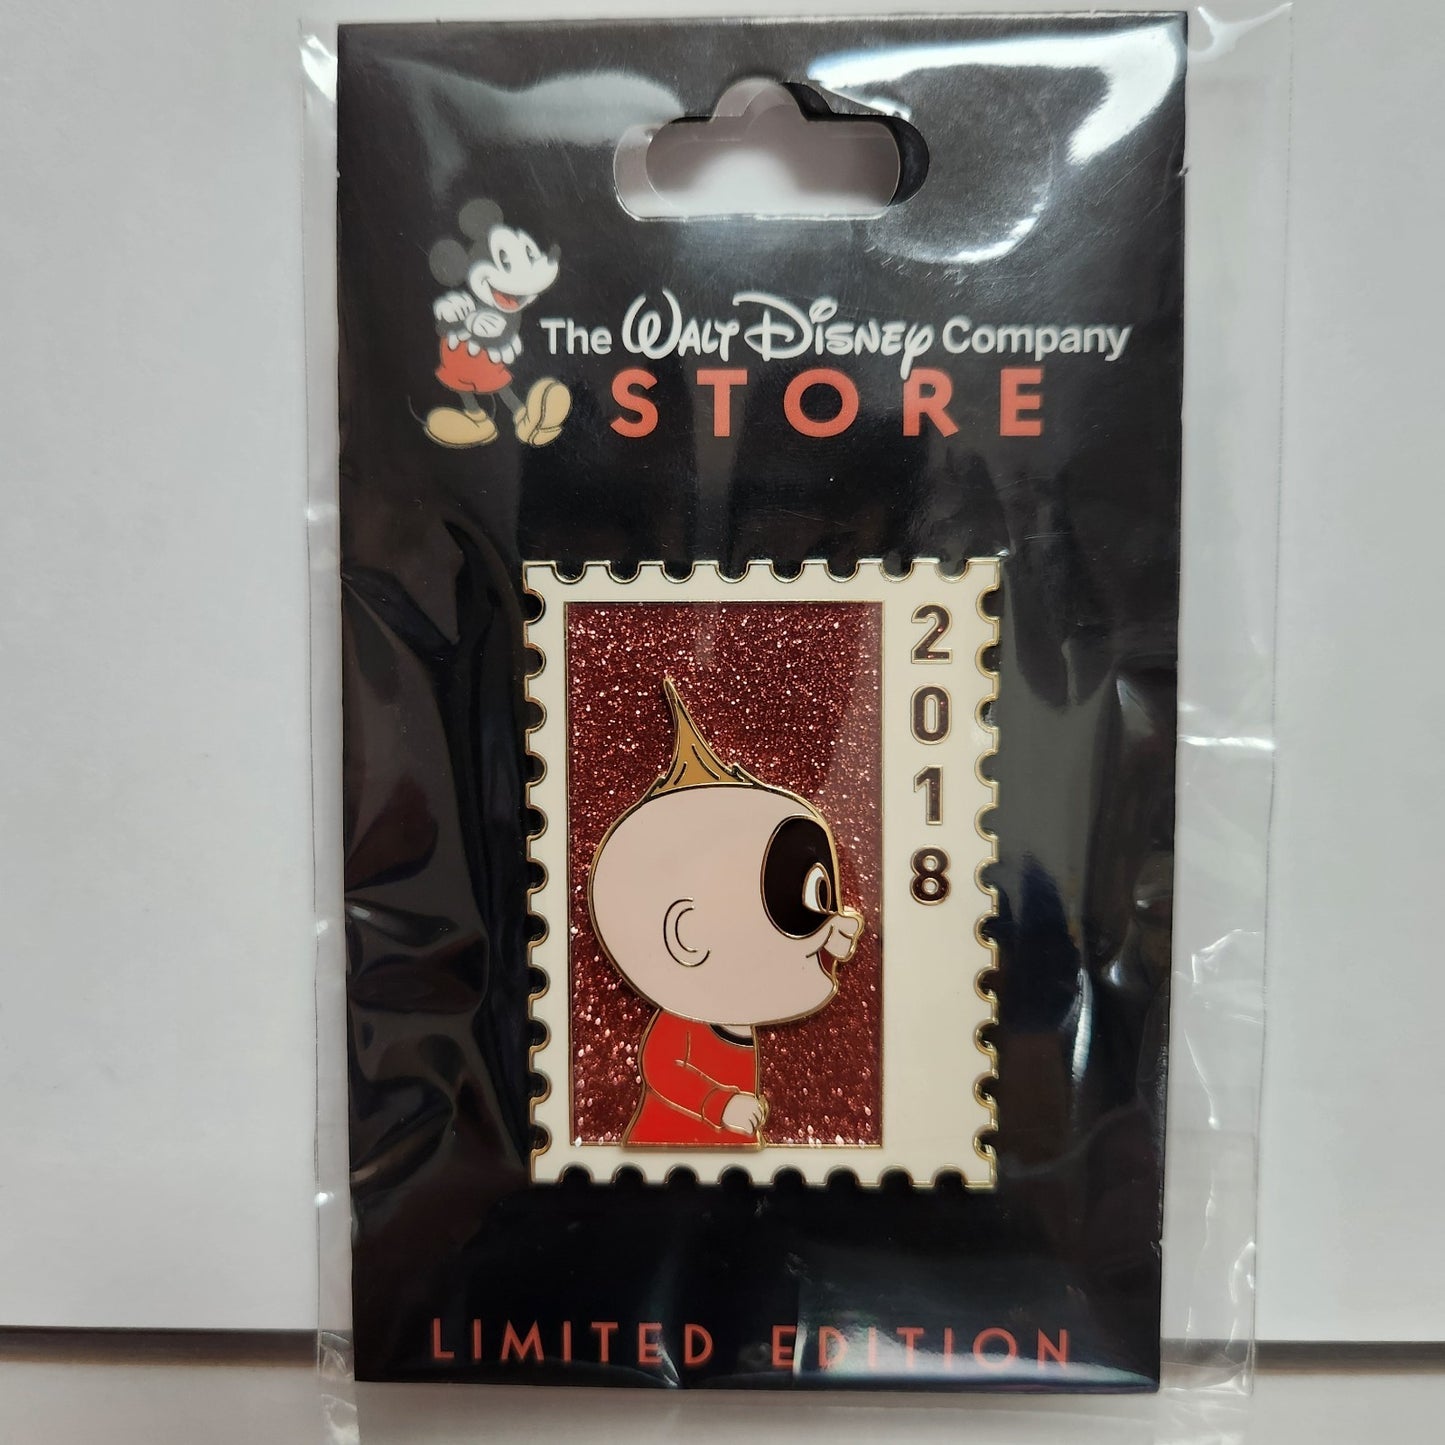 The WALT DISNEY Company
STORE
2018
LIMITED EDITION